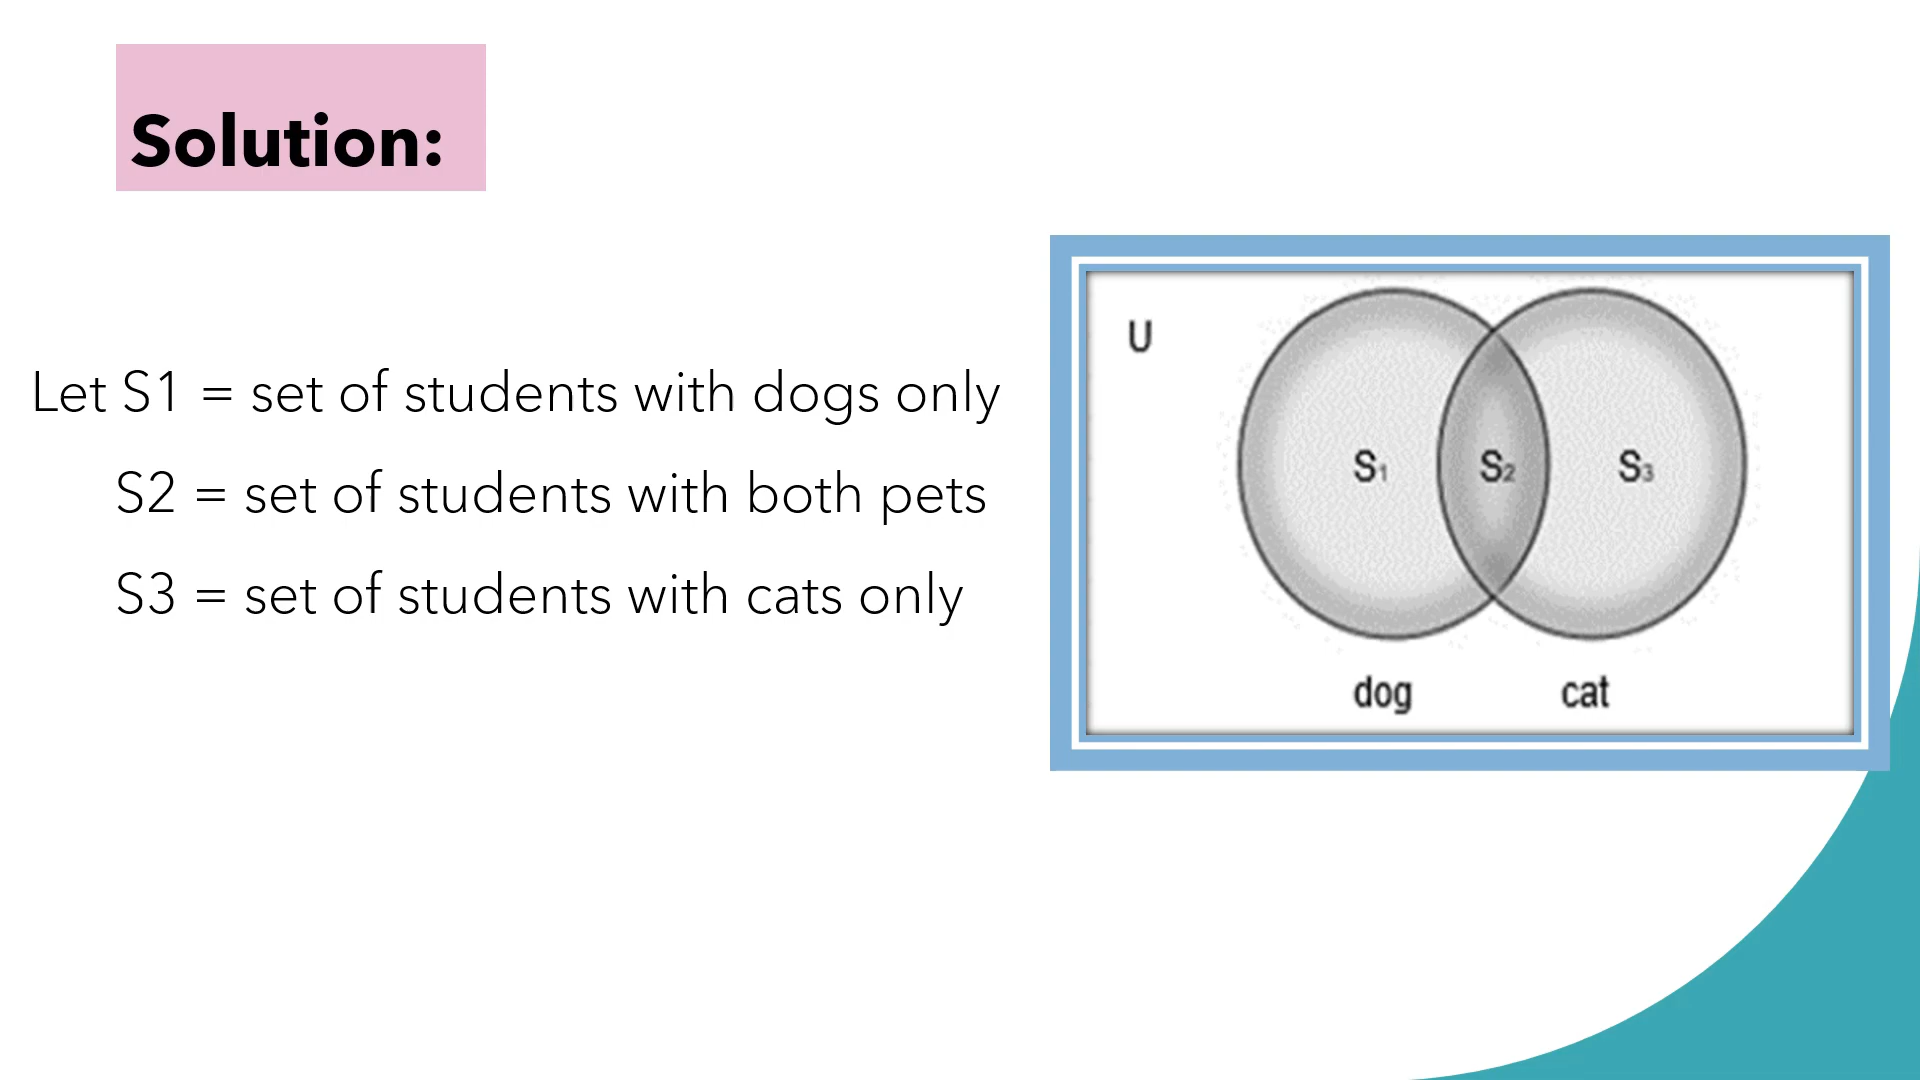 Solution:
Let S1 = set of students with dogs only
S2 = set of students with both pets
S3 = set of students with cats only
U
S₁ S₂ S₃
dog cat